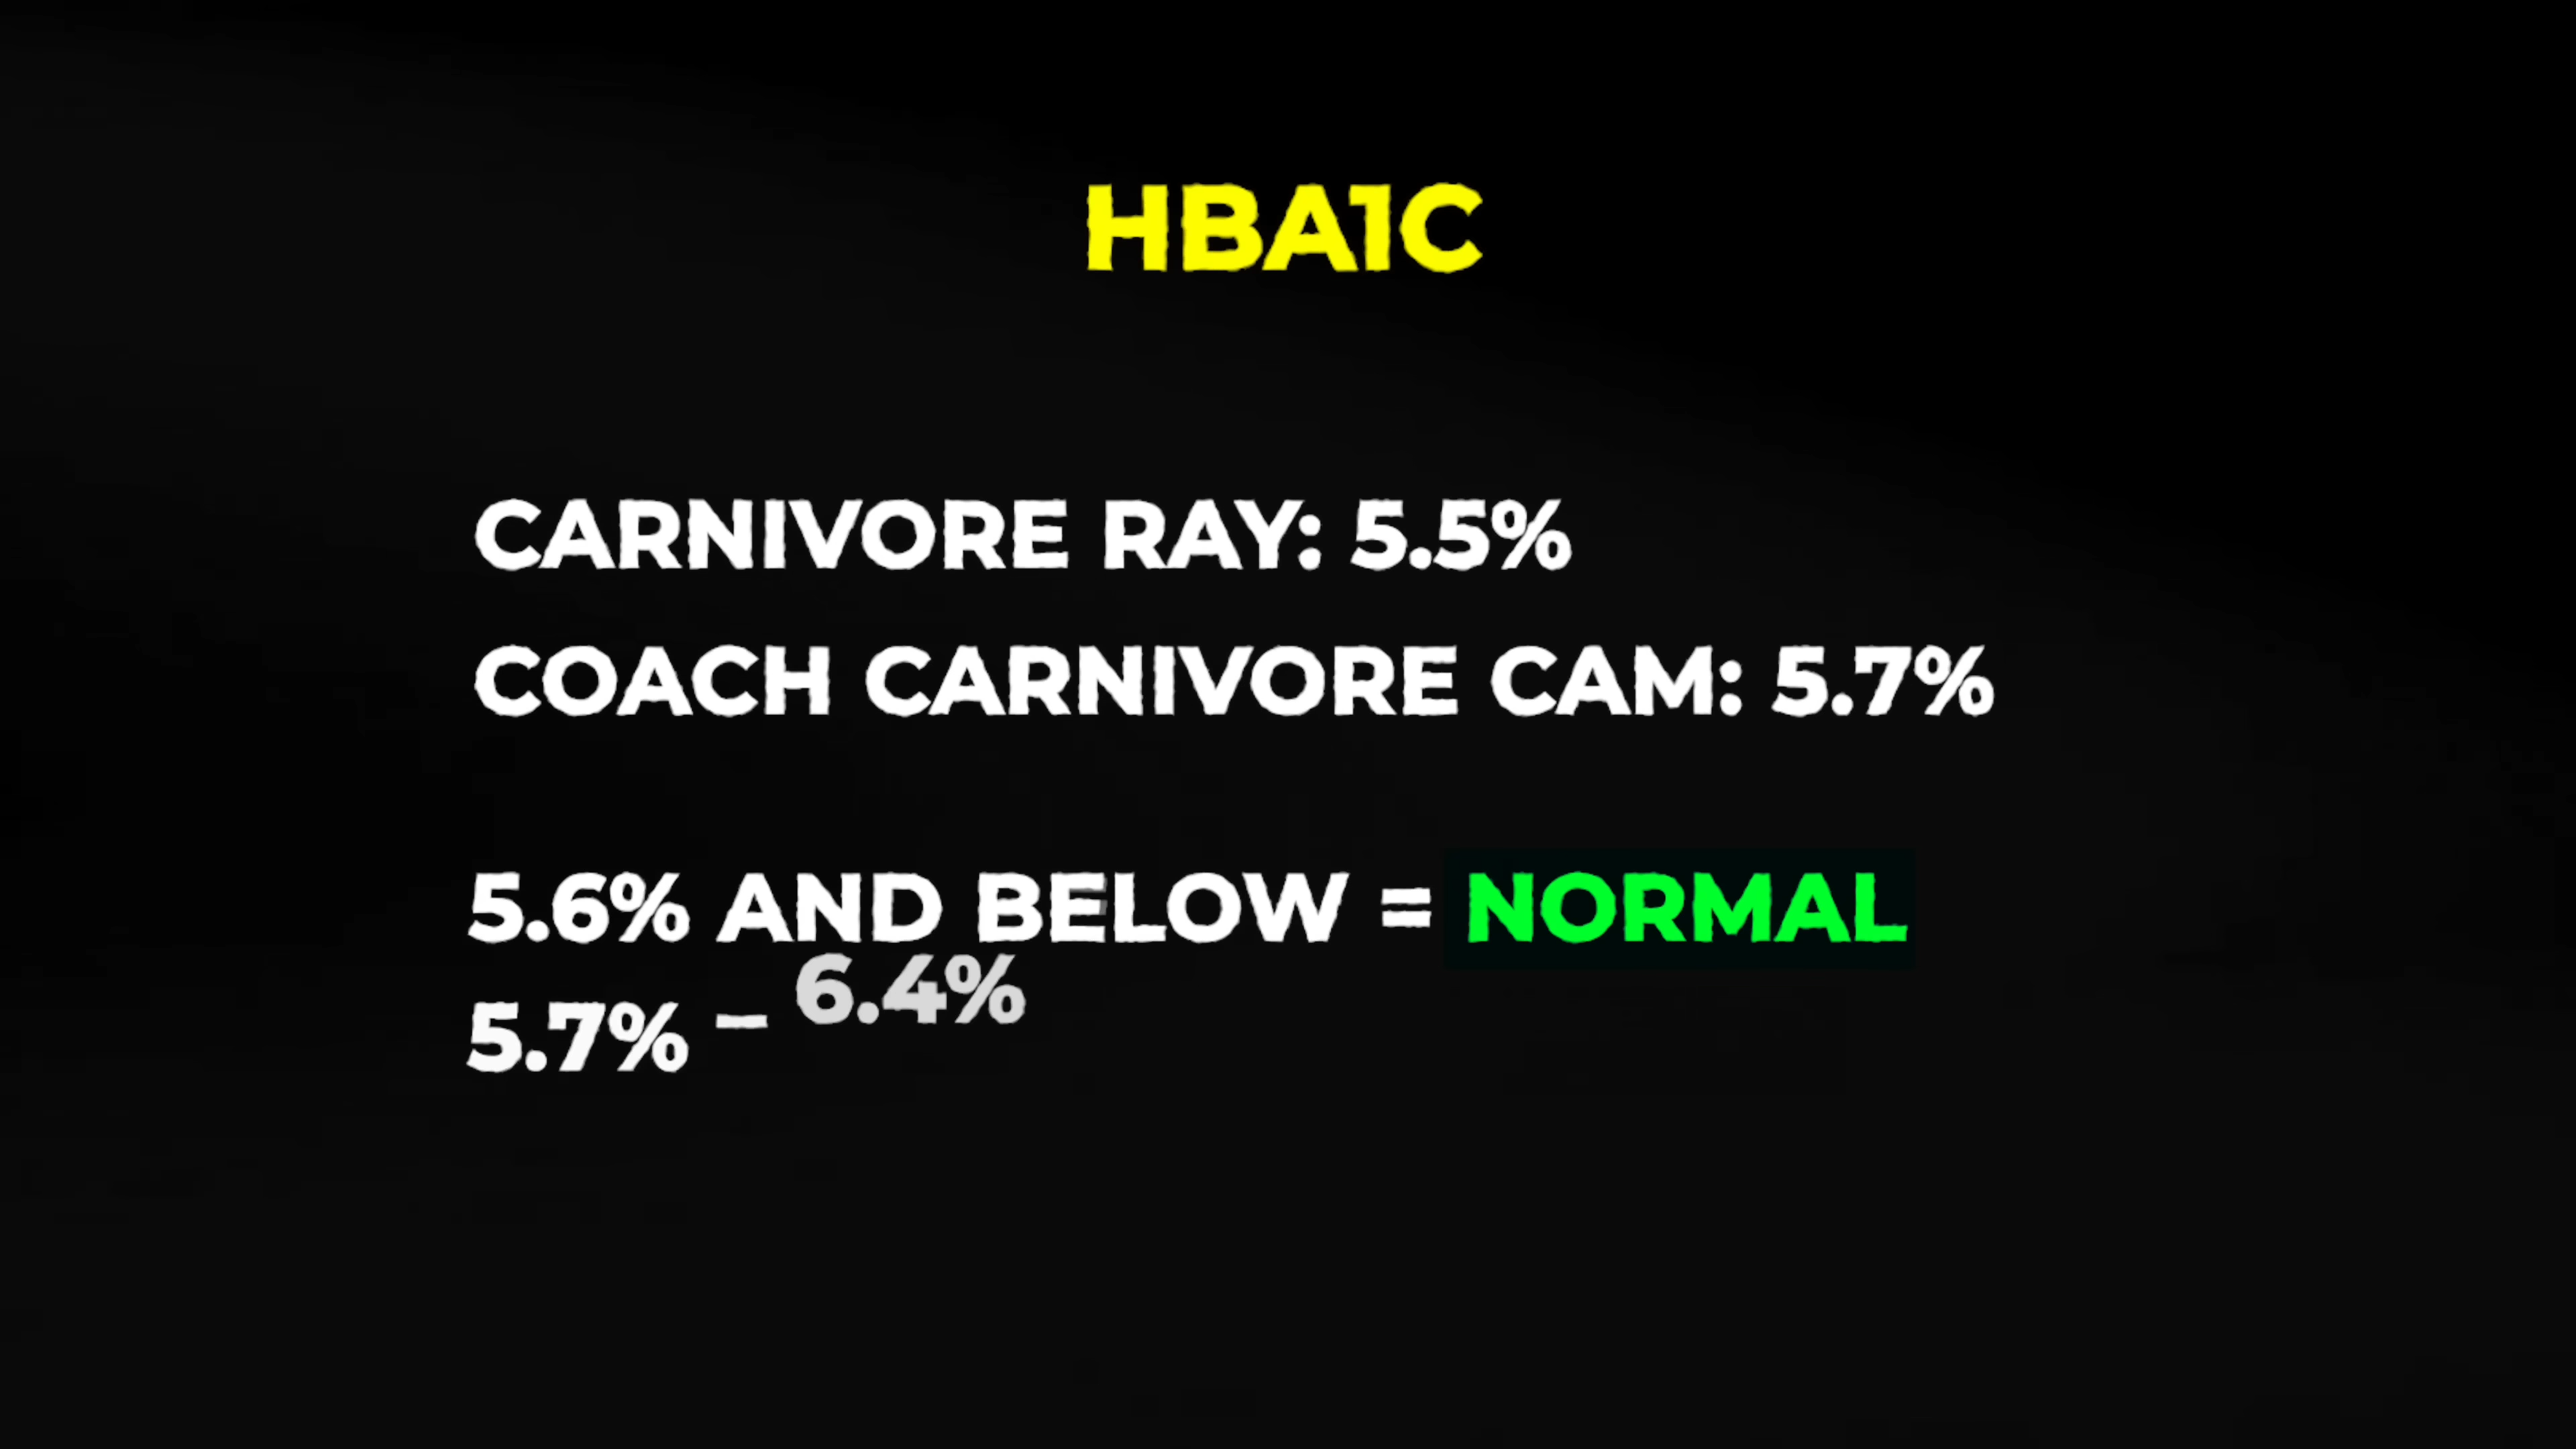 HBA1C
CARNIVORE RAY: 5.5%
COACH CARNIVORE CAM: 5.7%
5.6% AND BELOW = NORMAL
5.7% – 6.4%